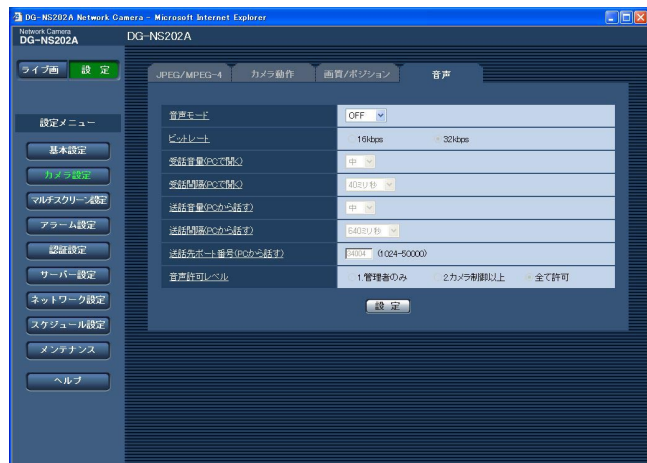 DG-NS202A Network Camera - Microsoft Internet Explorer
Network Camera
DG-NS202A
DG-NS202A
ライブ画 設 定
JPEG/MPEG-4 カメラ動作 画質/ポジション 音声
設定メニュー
基本設定
カメラ設定
マルチスクリーン設定
アラーム設定
認証設定
サーバー設定
ネットワーク設定
スケジュール設定
メンテナンス
ヘルプ
音声モード OFF
ビットレート 16kbps 32kbps
受話音量(PCで聞く) 中
受話間隔(PCで聞く) 40ミリ秒
送話音量(PCから話す) 中
送話間隔(PCから話す) 640ミリ秒
送話先ポート番号(PCから話す) 34004 (1024-50000)
音声許可レベル 1.管理者のみ 2.カメラ制御以上 全て許可
設 定